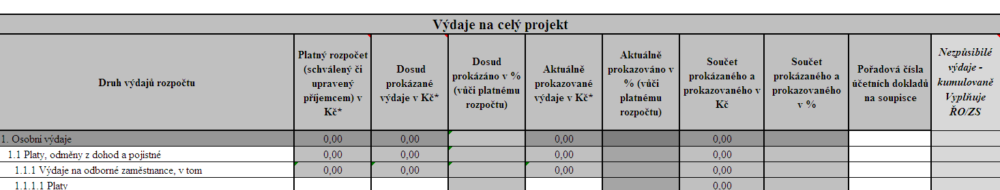 Výdaje na celý projekt
Druh výdajů rozpočtu
Platný rozpočet
(schválený či
upravený
příjemcem) v
Kč*
Dosud
prokázané
výdaje v Kč*
Dosud
prokázáno v %
(vůči platnému
rozpočtu)
Aktuálně
prokazované
výdaje v Kč*
Aktuálně
prokazováno v
% (vůči
platnému
rozpočtu)
Součet
prokázaného a
prokazovaného v
Kč
Součet
prokázaného a
prokazovaného
v %
Pořadová čísla
účetních dokladů
na soupisce
Nezpůsibilé
výdaje -
kumulovaně
Vyplňuje
ŘO/ZS
1. Osobní výdaje 0,00 0,00 0,00 0,00
1.1 Platy, odměny z dohod a pojistné 0,00 0,00 0,00 0,00
1.1.1 Výdaje na odborné zaměstnance, v tom 0,00 0,00 0,00 0,00
1.1.1.1 Platy 0,00